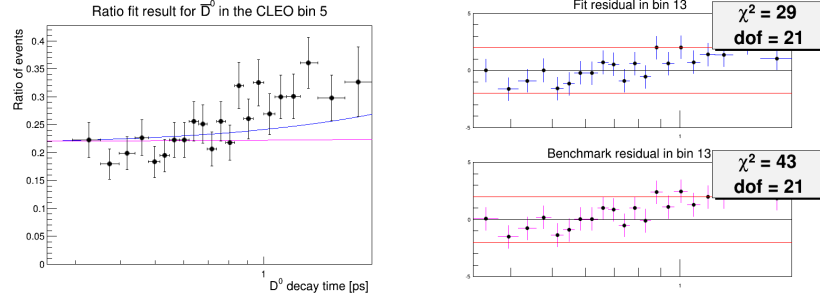 Ratio fit result for D̅⁰ in the CLEO bin 5
Ratio of events
0.4
0.35
0.3
0.25
0.2
0.15
0.1
0.05
0
1
D⁰ decay time [ps]
Fit residual in bin 13
χ² = 29
dof = 21
5
0
-5
1
Benchmark residual in bin 13
χ² = 43
dof = 21
5
0
-5
1